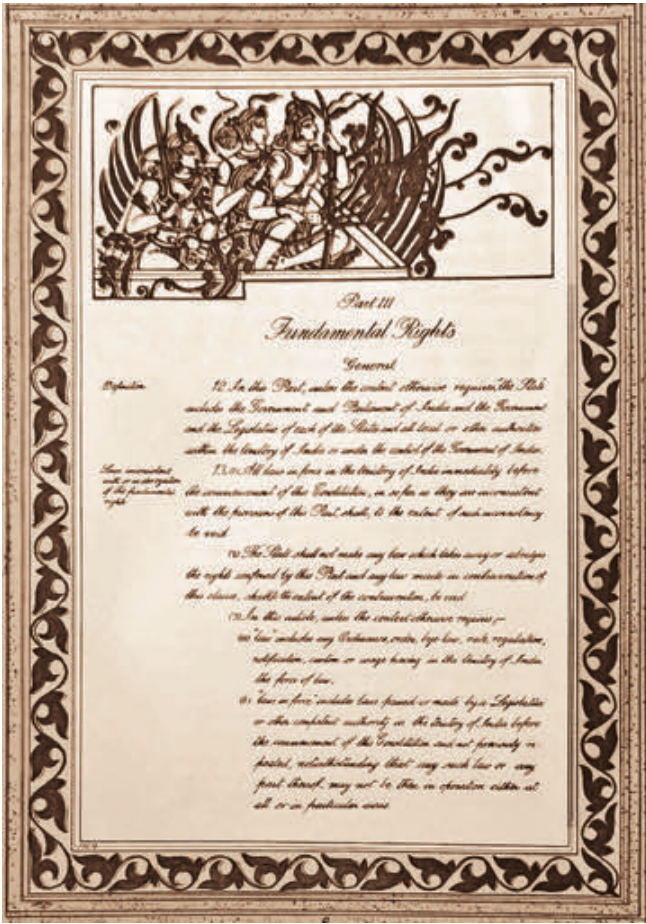 Part III
Fundamental Rights
General
Definition
12. In this Part, unless the context otherwise requires, "the State"
includes the Government and Parliament of India and the Government
and the Legislature of each of the States and all local or other authorities
within the territory of India or under the control of the Government of India.
Laws inconsistent
with or in derogation
of the fundamental
rights.
13. (1) All laws in force in the territory of India immediately before
the commencement of this Constitution, in so far as they are inconsistent
with the provisions of this Part, shall, to the extent of such inconsistency
be void.
(2) The State shall not make any law which takes away or abridges
the rights conferred by this Part and any law made in contravention of
this clause, shall, to the extent of the contravention, be void.
(3) In this article, unless the context otherwise requires,—
(a) "law" includes any Ordinance, order, bye-law, rule, regulation,
notification, custom or usage having in the territory of India
the force of law.
(b) "laws in force" includes laws passed or made by a Legislature
or other competent authority in the territory of India before
the commencement of this Constitution and not previously re-
pealed, notwithstanding that any such law or any
part thereof may not be then in operation either at
all or in particular areas.